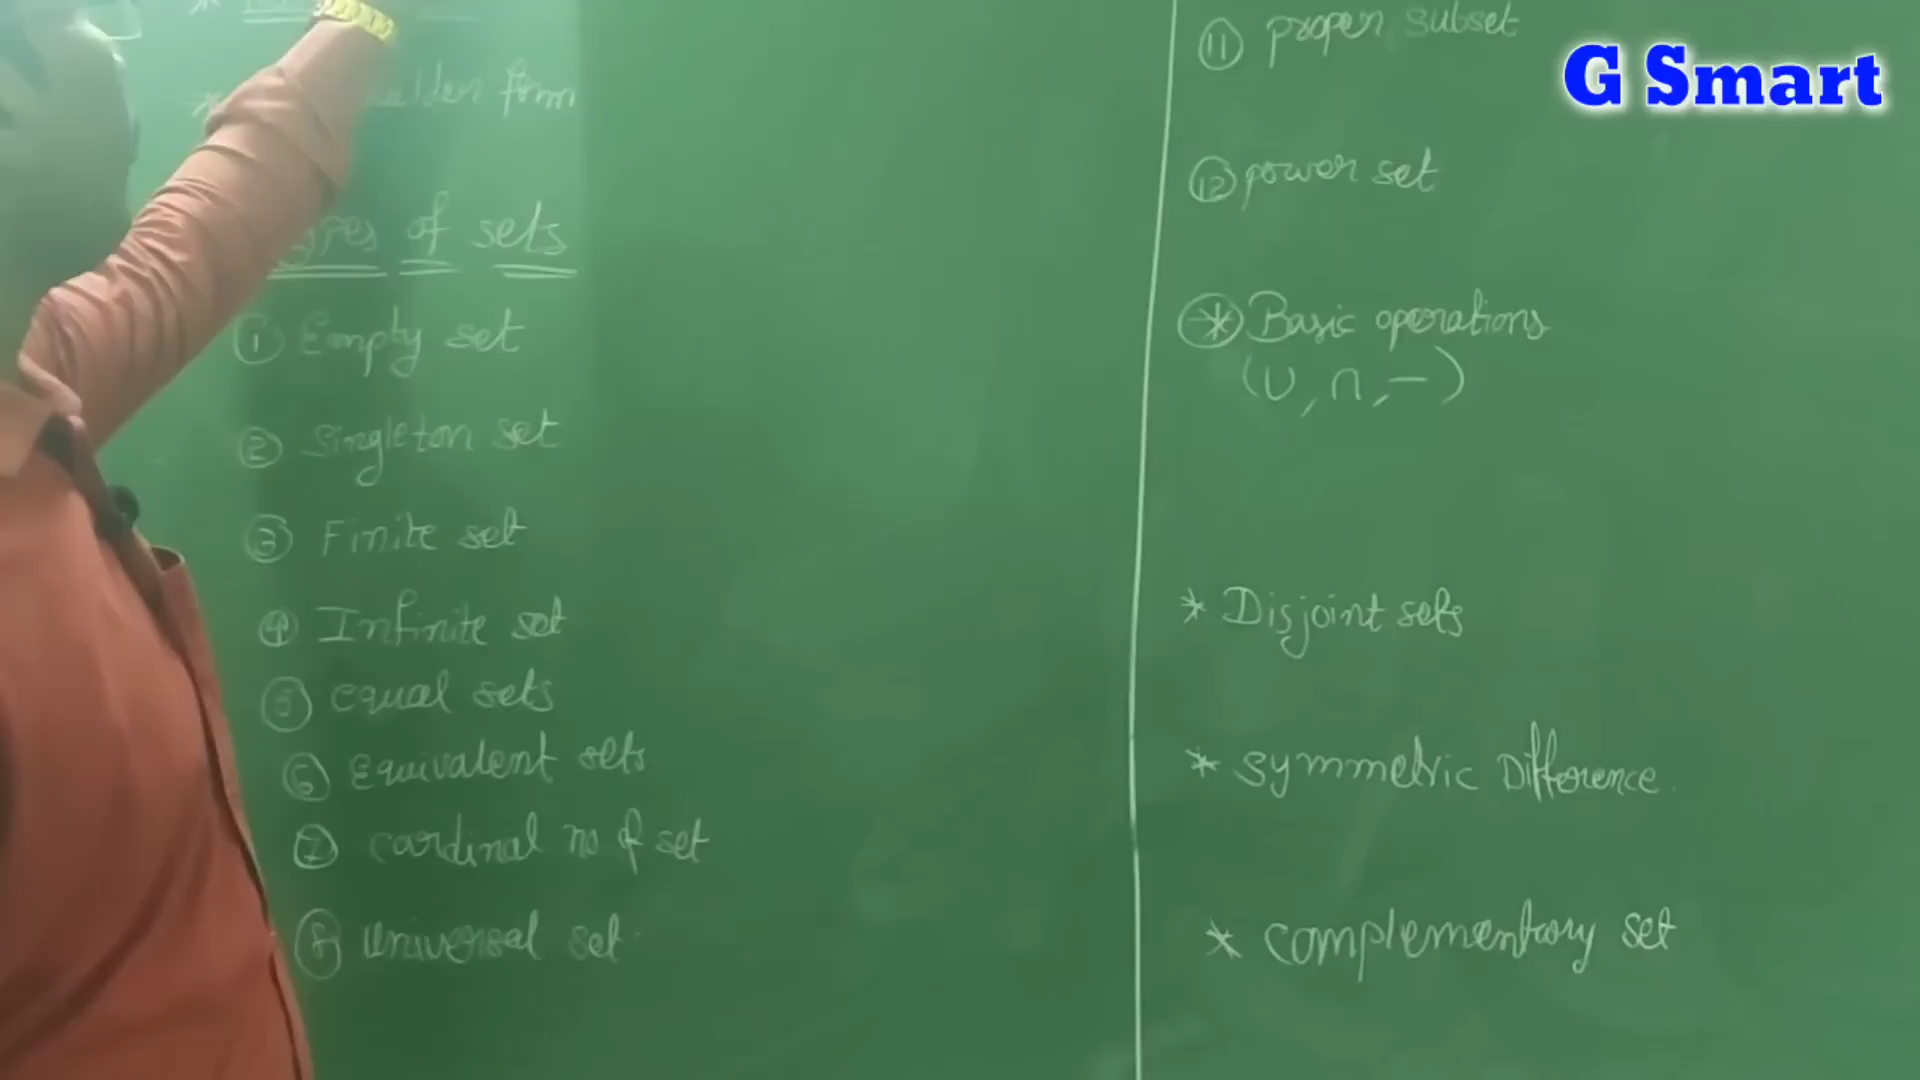 * 
* form
Types of sets
① Empty set
② Singleton set
③ Finite set
④ Infinite set
⑤ equal sets
⑥ Equivalent sets
⑦ cardinal no of set
⑧ universal set
⑪ proper subset
⑫ power set
* Basic operations
(∪, ∩, −)
* Disjoint sets
* symmetric Difference.
* complementary set
G Smart